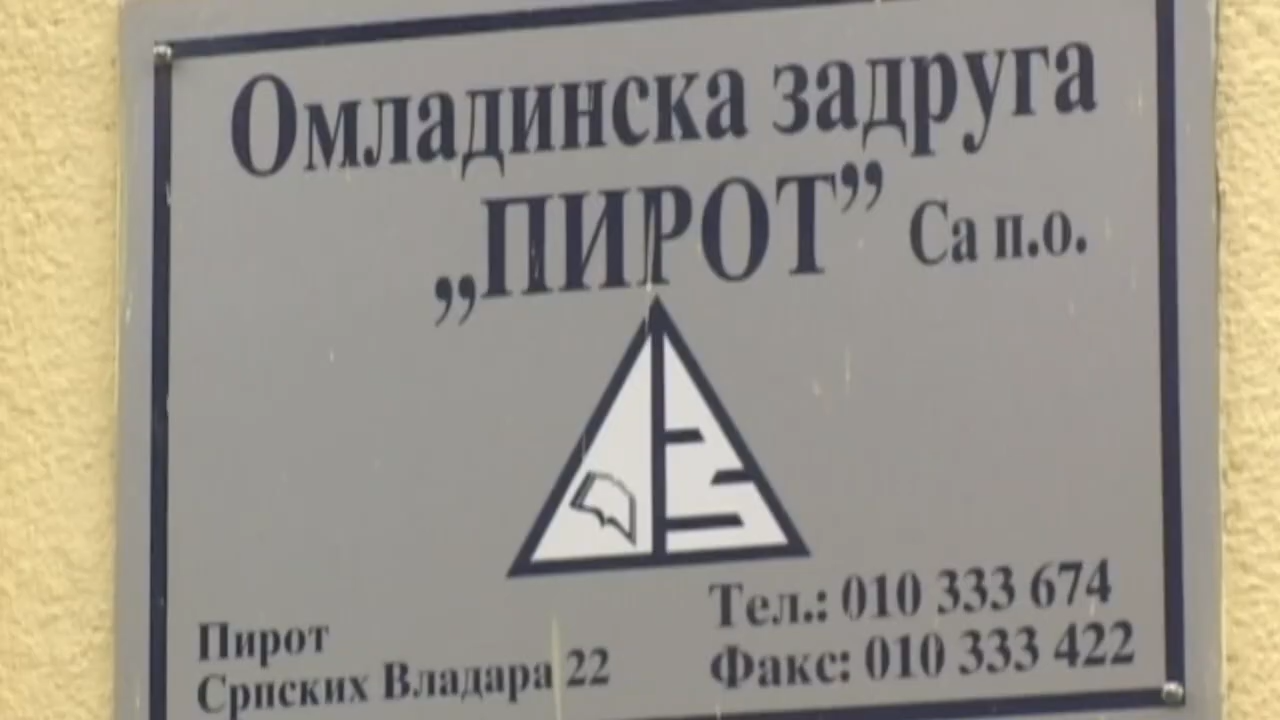 Омладинска задруга
„ПИРОТ” Са п.о.
Тел.: 010 333 674
Факс: 010 333 422
Пирот
Српских Владара 22